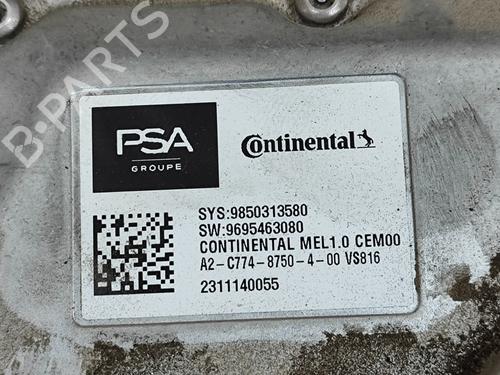 B-PARTS
PSA
GROUPE
Continental
SYS:9850313580
SW:9695463080
CONTINENTAL MEL1.0 CEM00
A2-C774-8750-4-00 VS816
2311140055